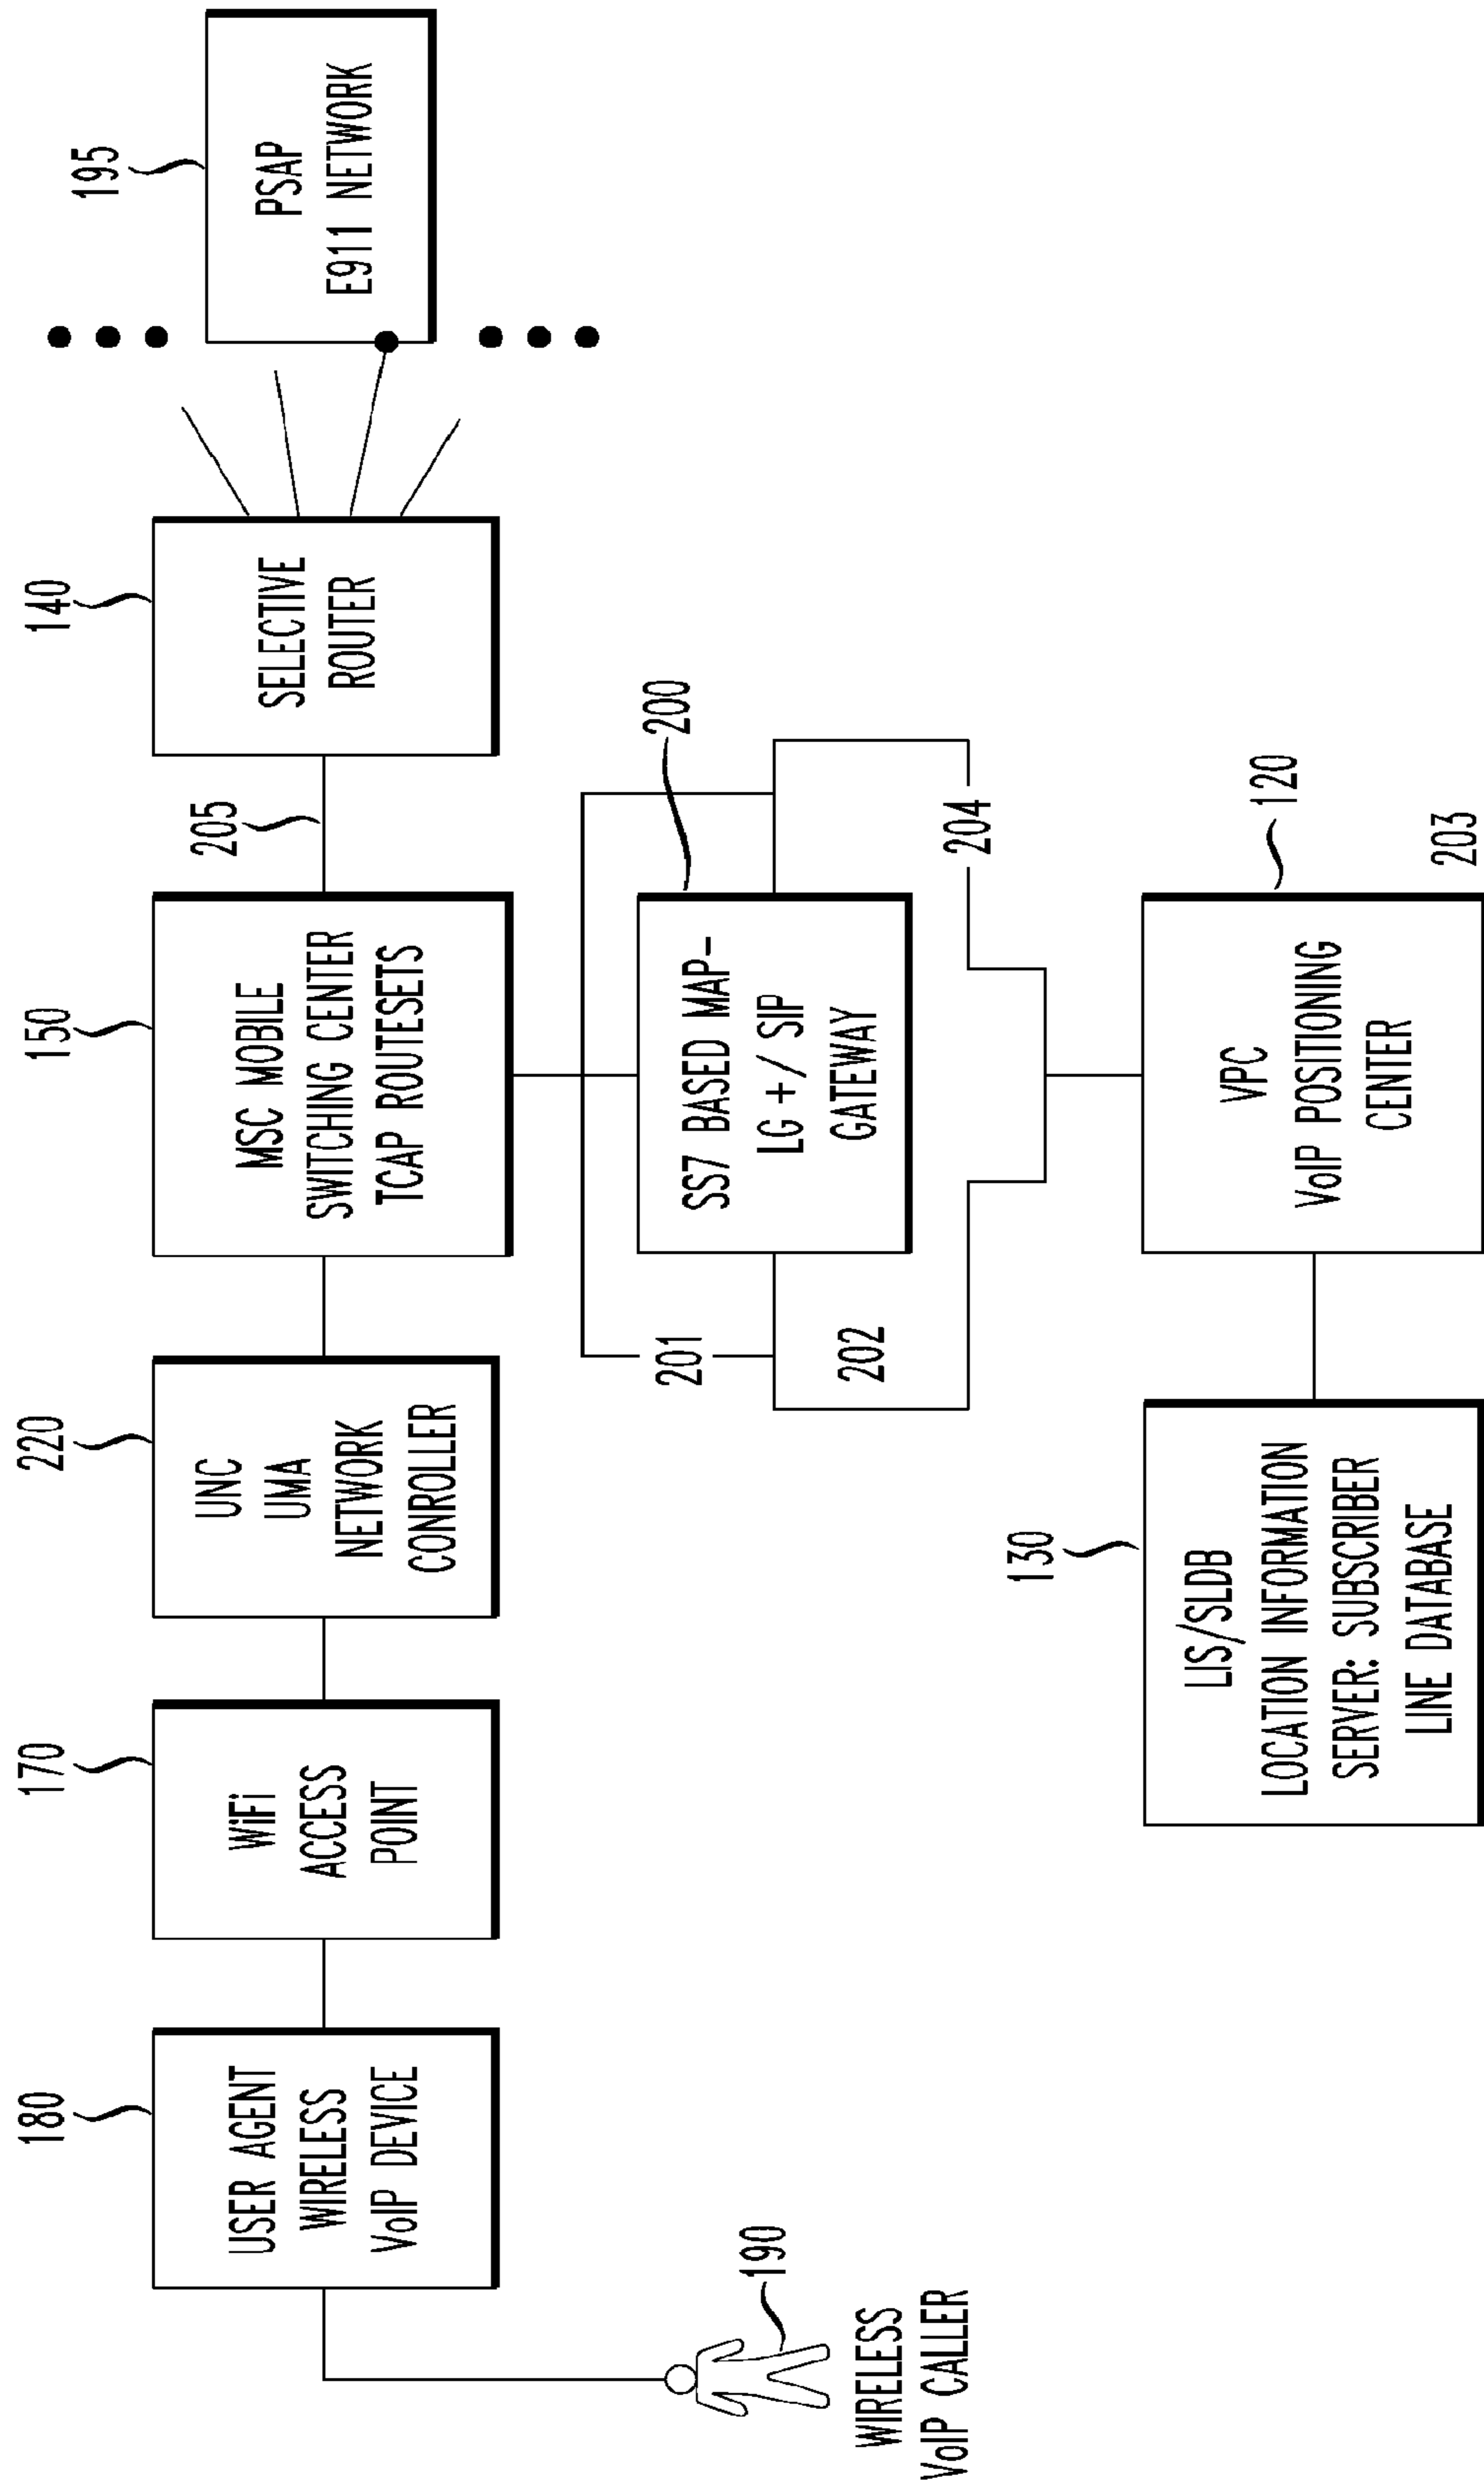 180
USER AGENT
WIRELESS
VoIP DEVICE
170
WiFi
ACCESS
POINT
220
UNC
UMA
NETWORK
CONROLLER
150
MSC MOBILE
SWITCHING CENTER
TCAP ROUTESETS
205
140
SELECTIVE
ROUTER
195
PSAP
E911 NETWORK
190
WIRELESS
VoIP CALLER
201
202
200
SS7 BASED MAP-
LG +/ SIP
GATEWAY
204
130
LIS/SLDB
LOCATION INFORMATION
SERVER: SUBSCRIBER
LINE DATABASE
120
VPC
VoIP POSITIONING
CENTER
203